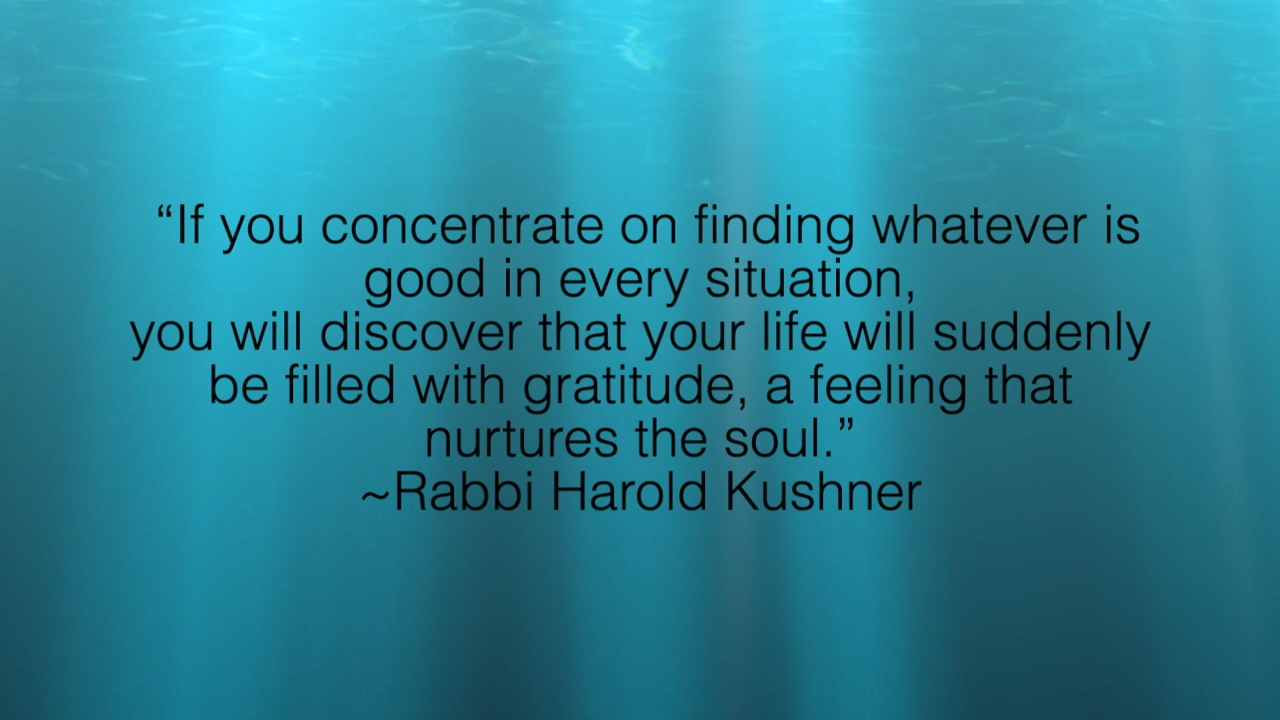 “If you concentrate on finding whatever is
good in every situation,
you will discover that your life will suddenly
be filled with gratitude, a feeling that
nurtures the soul.”
~Rabbi Harold Kushner